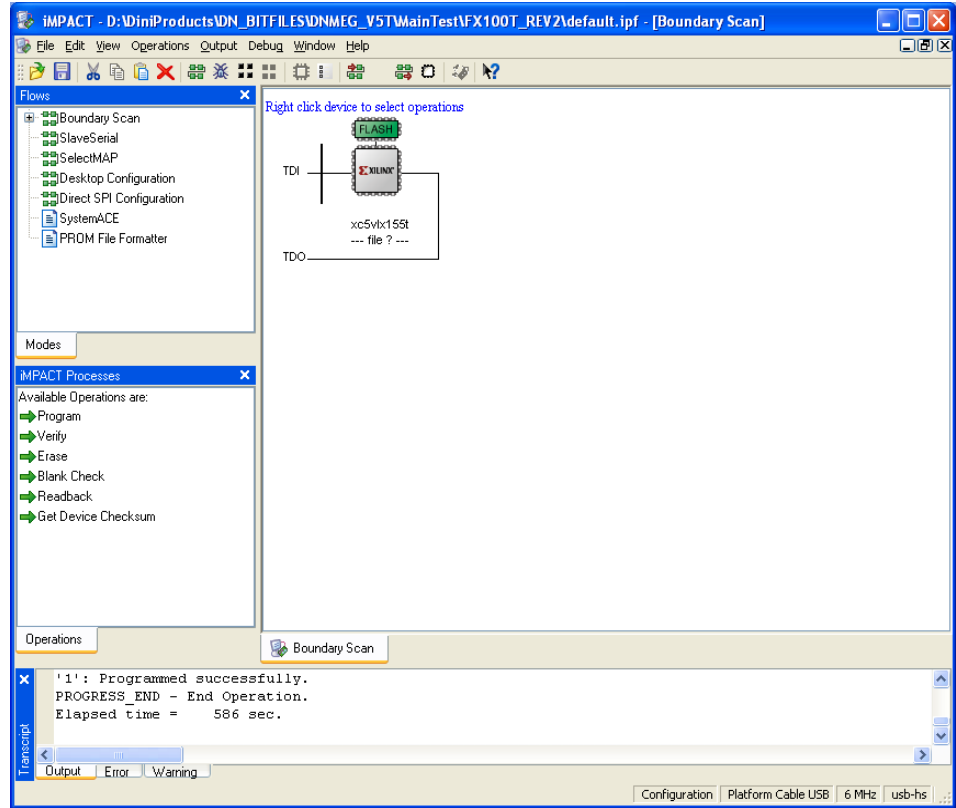 iMPACT - D:\DiniProducts\DN_BITFILES\DNMEG_V5T\MainTest\FX100T_REV2\default.ipf - [Boundary Scan]
File Edit View Operations Output Debug Window Help
Flows
Boundary Scan
SlaveSerial
SelectMAP
Desktop Configuration
Direct SPI Configuration
SystemACE
PROM File Formatter
Modes
iMPACT Processes
Available Operations are:
Program
Verify
Erase
Blank Check
Readback
Get Device Checksum
Operations
Right click device to select operations
FLASH
TDI
XILINX
xc5vlx155t
--- file ? ---
TDO
Boundary Scan
'1': Programmed successfully.
PROGRESS_END - End Operation.
Elapsed time =    586 sec.
Transcript
Output Error Warning
Configuration Platform Cable USB 6 MHz usb-hs